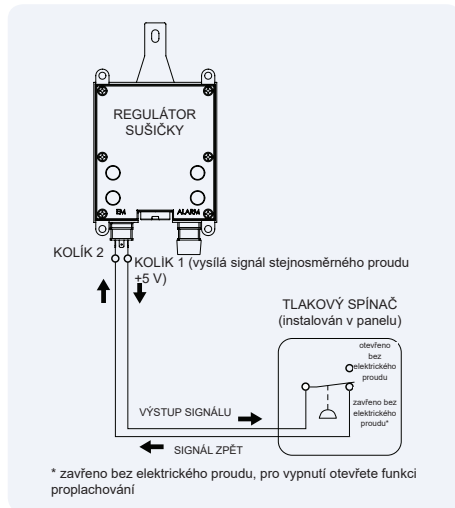 REGULÁTOR
SUŠIČKY
EM
ALARM
KOLÍK 2
KOLÍK 1 (vysílá signál stejnosměrného proudu
+5 V)
TLAKOVÝ SPÍNAČ
(instalován v panelu)
otevřeno
bez
elektrického
proudu
zavřeno bez
elektrického
proudu*
VÝSTUP SIGNÁLU
SIGNÁL ZPĚT
* zavřeno bez elektrického proudu, pro vypnutí otevřete funkci
proplachování